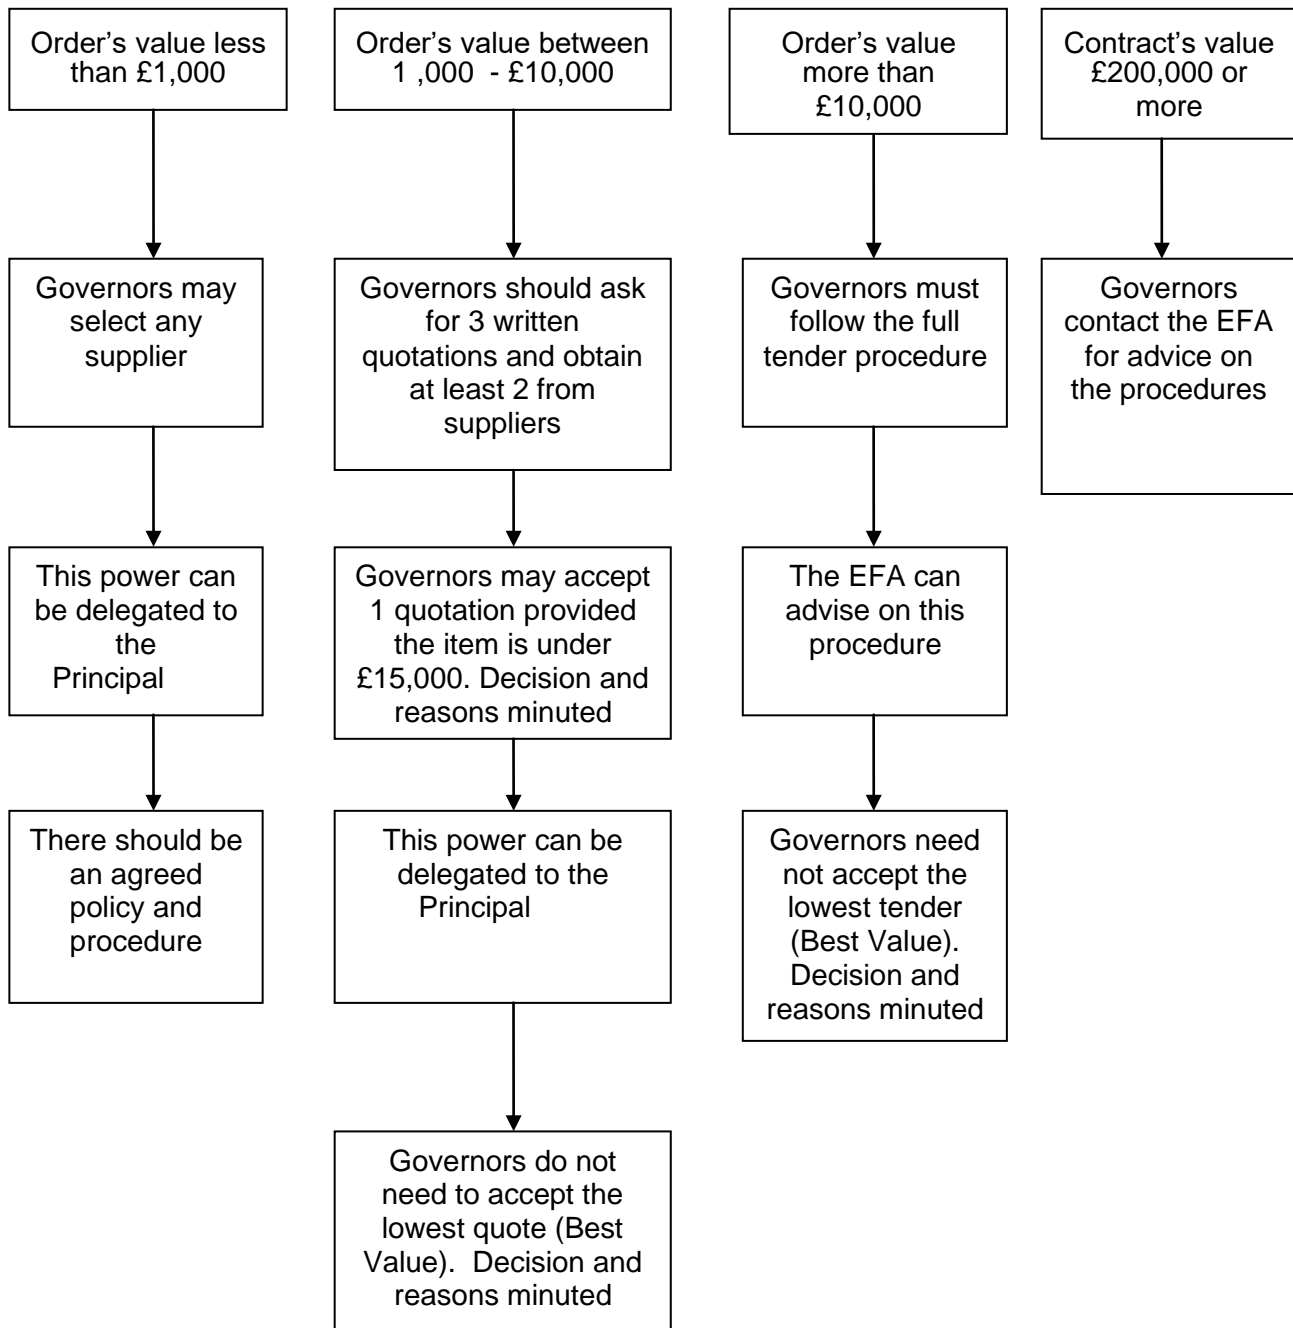 Order's value less
than £1,000
Order's value between
1 ,000 - £10,000
Order's value
more than
£10,000
Contract's value
£200,000 or
more
Governors may
select any
supplier
Governors should ask
for 3 written
quotations and obtain
at least 2 from
suppliers
Governors must
follow the full
tender procedure
Governors
contact the EFA
for advice on
the procedures
This power can
be delegated to
the
Principal
Governors may accept
1 quotation provided
the item is under
£15,000. Decision and
reasons minuted
The EFA can
advise on this
procedure
There should be
an agreed
policy and
procedure
This power can be
delegated to the
Principal
Governors need
not accept the
lowest tender
(Best Value).
Decision and
reasons minuted
Governors do not
need to accept the
lowest quote (Best
Value).  Decision and
reasons minuted